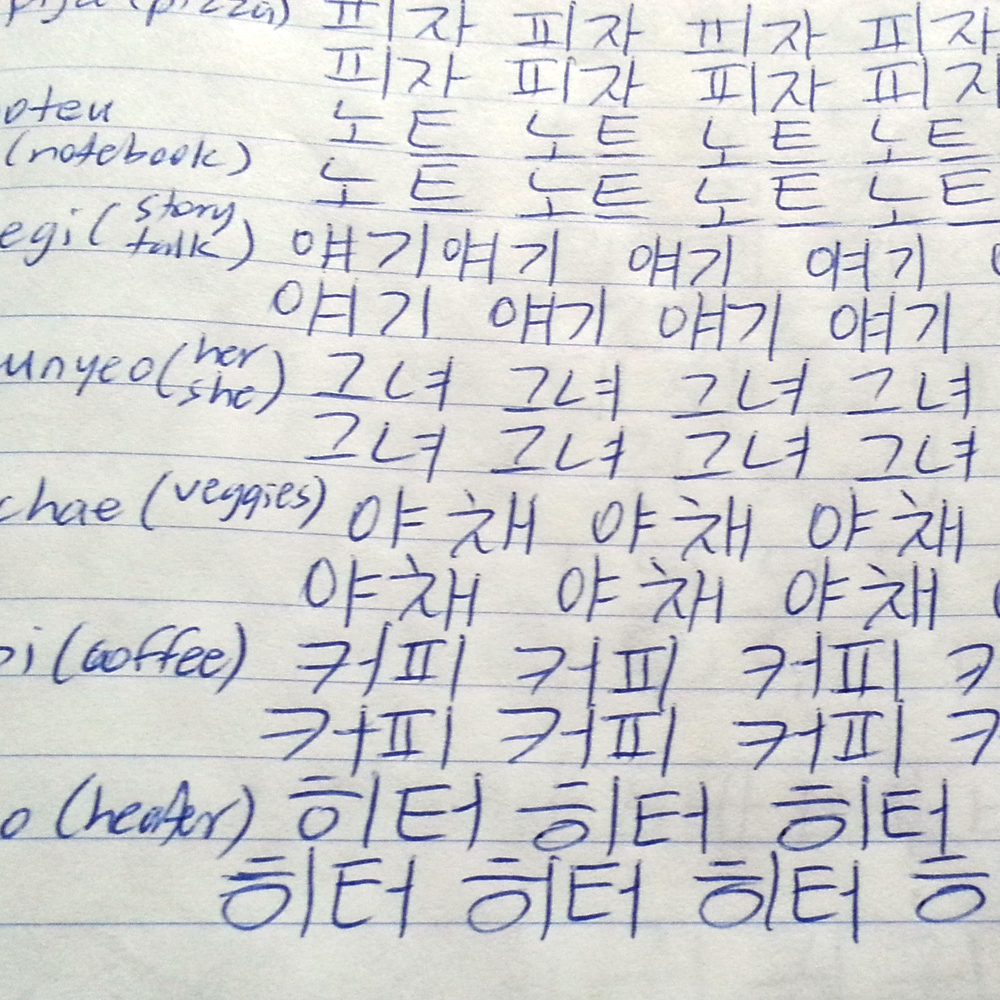 pija (pizza) 피자 피자 피자 피자
피자 피자 피자 피자
oteu 노트 노트 노트 노트
(notebook) 노트 노트 노트 노트
egi (story talk) 얘기 얘기 얘기 얘기
얘기 얘기 얘기 얘기
unyeo (her she) 그녀 그녀 그녀 그녀
그녀 그녀 그녀 그녀
chae (veggies) 야채 야채 야채
야채 야채 야채
pi (coffee) 커피 커피 커피 ㅋ
커피 커피 커피 ㅋ
o (heater) 히터 히터 히터
히터 히터 히터 ㅎ